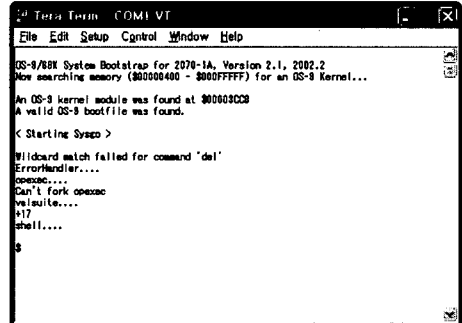 Tera Term - COM1 VT
File Edit Setup Control Window Help
OS-9/68K System Bootstrap for 2070-1A, Version 2.1, 2002.2
Now searching memory ($00000400 - $000FFFFF) for an OS-9 Kernel...
An OS-9 kernel module was found at $00003CC8
A valid OS-9 bootfile was found.
< Starting Sysgo >
Wildcard match failed for command 'del'
ErrorHandler....
opexec....
Can't fork opexec
valsuite....
+17
shell....
$